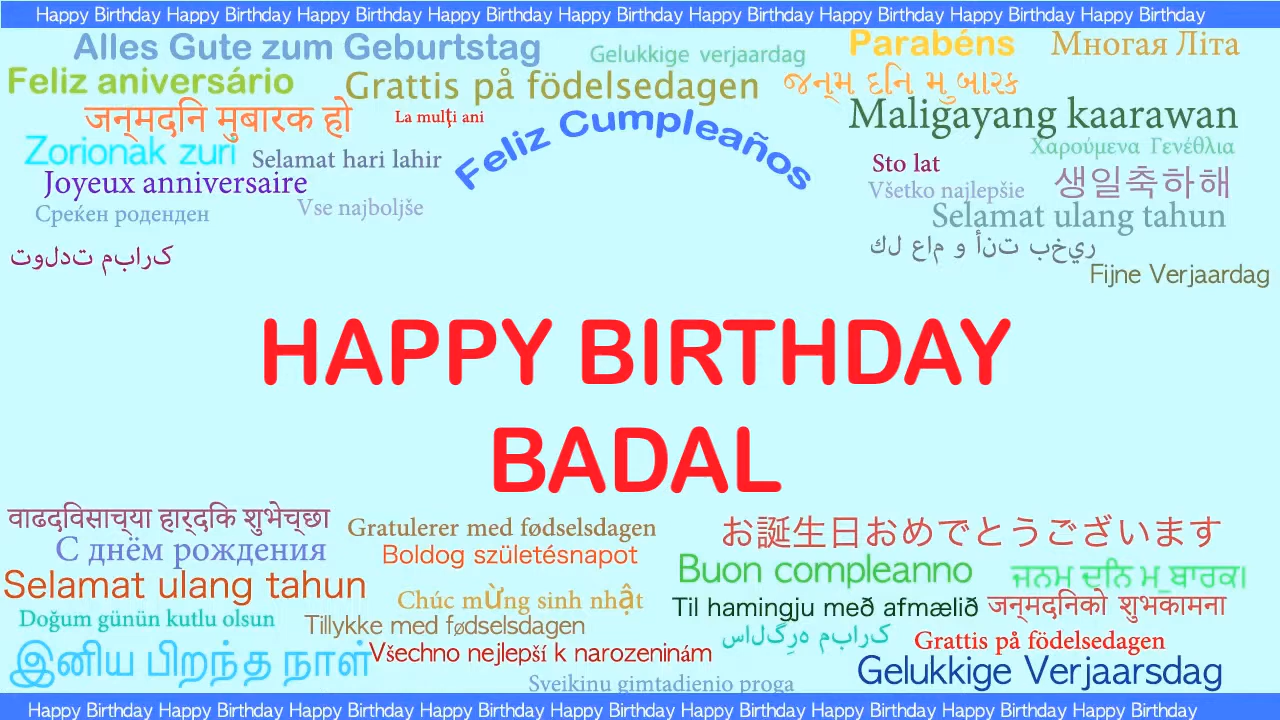 Happy Birthday Happy Birthday Happy Birthday Happy Birthday Happy Birthday Happy Birthday Happy Birthday Happy Birthday Happy Birthday
Alles Gute zum Geburtstag
Gelukkige verjaardag
Parabéns
Многая Літа
Feliz aniversário
Grattis på födelsedagen
જન્મ દિન મુબારક
जन्मदिन मुबारक हो
La mulţi ani
Feliz Cumpleaños
Maligayang kaarawan
Zorionak zuri
Selamat hari lahir
Sto lat
Χαρούμενα Γενέθλια
Joyeux anniversaire
Všetko najlepšie
생일축하해
Среќен роденден
Vse najboljše
Selamat ulang tahun
تولدت مبارک
كل عام و أنت بخير
Fijne Verjaardag
HAPPY BIRTHDAY
BADAL
वाढदिवसाच्या हार्दिक शुभेच्छा
Gratulerer med fødselsdagen
お誕生日おめでとうございます
С днём рождения
Boldog születésnapot
Buon compleanno
ਜਨਮ ਦਿਨ ਮੁਬਾਰਕ।
Selamat ulang tahun
Chúc mừng sinh nhật
Til hamingju með afmælið
जन्मदिनको शुभकामना
Doğum günün kutlu olsun
Tillykke med fødselsdagen
سالگرہ مبارک
Grattis på födelsedagen
இனிய பிறந்த நாள்
Všechno nejlepší k narozeninám
Gelukkige Verjaarsdag
Sveikinu gimtadienio proga
Happy Birthday Happy Birthday Happy Birthday Happy Birthday Happy Birthday Happy Birthday Happy Birthday Happy Birthday Happy Birthday